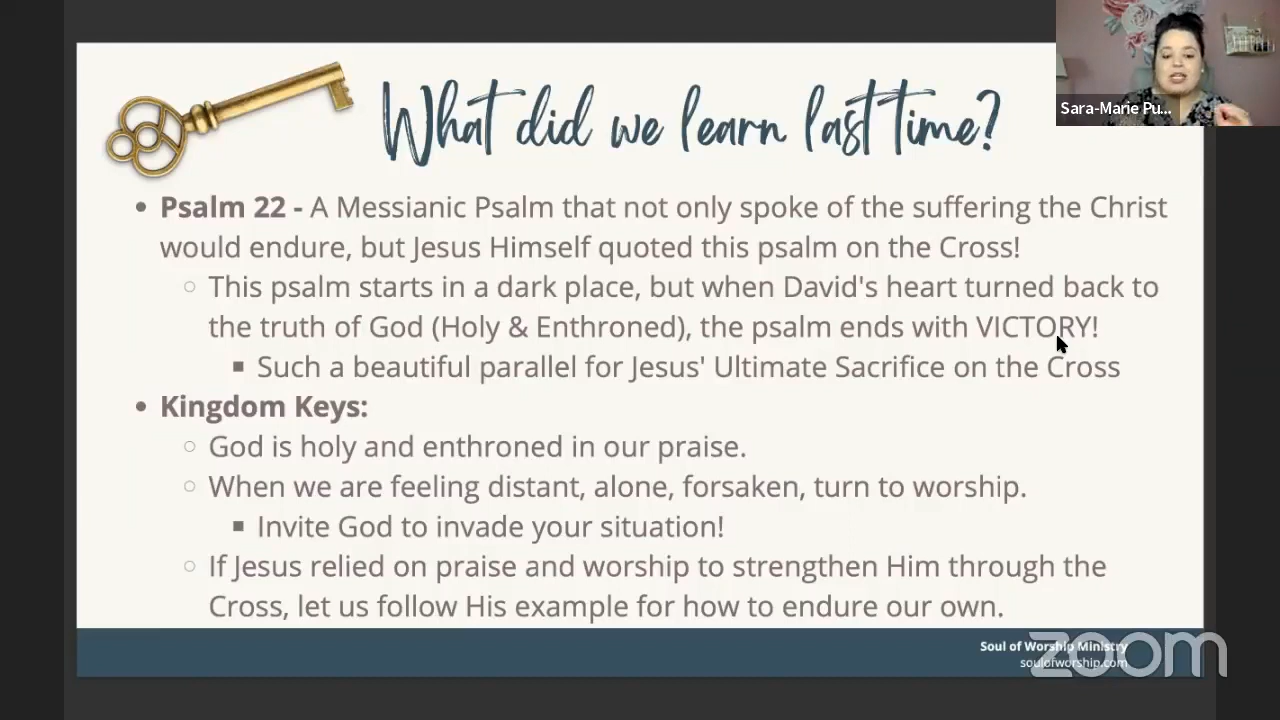 What did we learn last time?
Sara-Marie Pu...
• Psalm 22 - A Messianic Psalm that not only spoke of the suffering the Christ
would endure, but Jesus Himself quoted this psalm on the Cross!
○ This psalm starts in a dark place, but when David's heart turned back to
the truth of God (Holy & Enthroned), the psalm ends with VICTORY!
▪ Such a beautiful parallel for Jesus' Ultimate Sacrifice on the Cross
• Kingdom Keys:
○ God is holy and enthroned in our praise.
○ When we are feeling distant, alone, forsaken, turn to worship.
▪ Invite God to invade your situation!
○ If Jesus relied on praise and worship to strengthen Him through the
Cross, let us follow His example for how to endure our own.
Soul of Worship Ministry
soulofworship.com
zoom